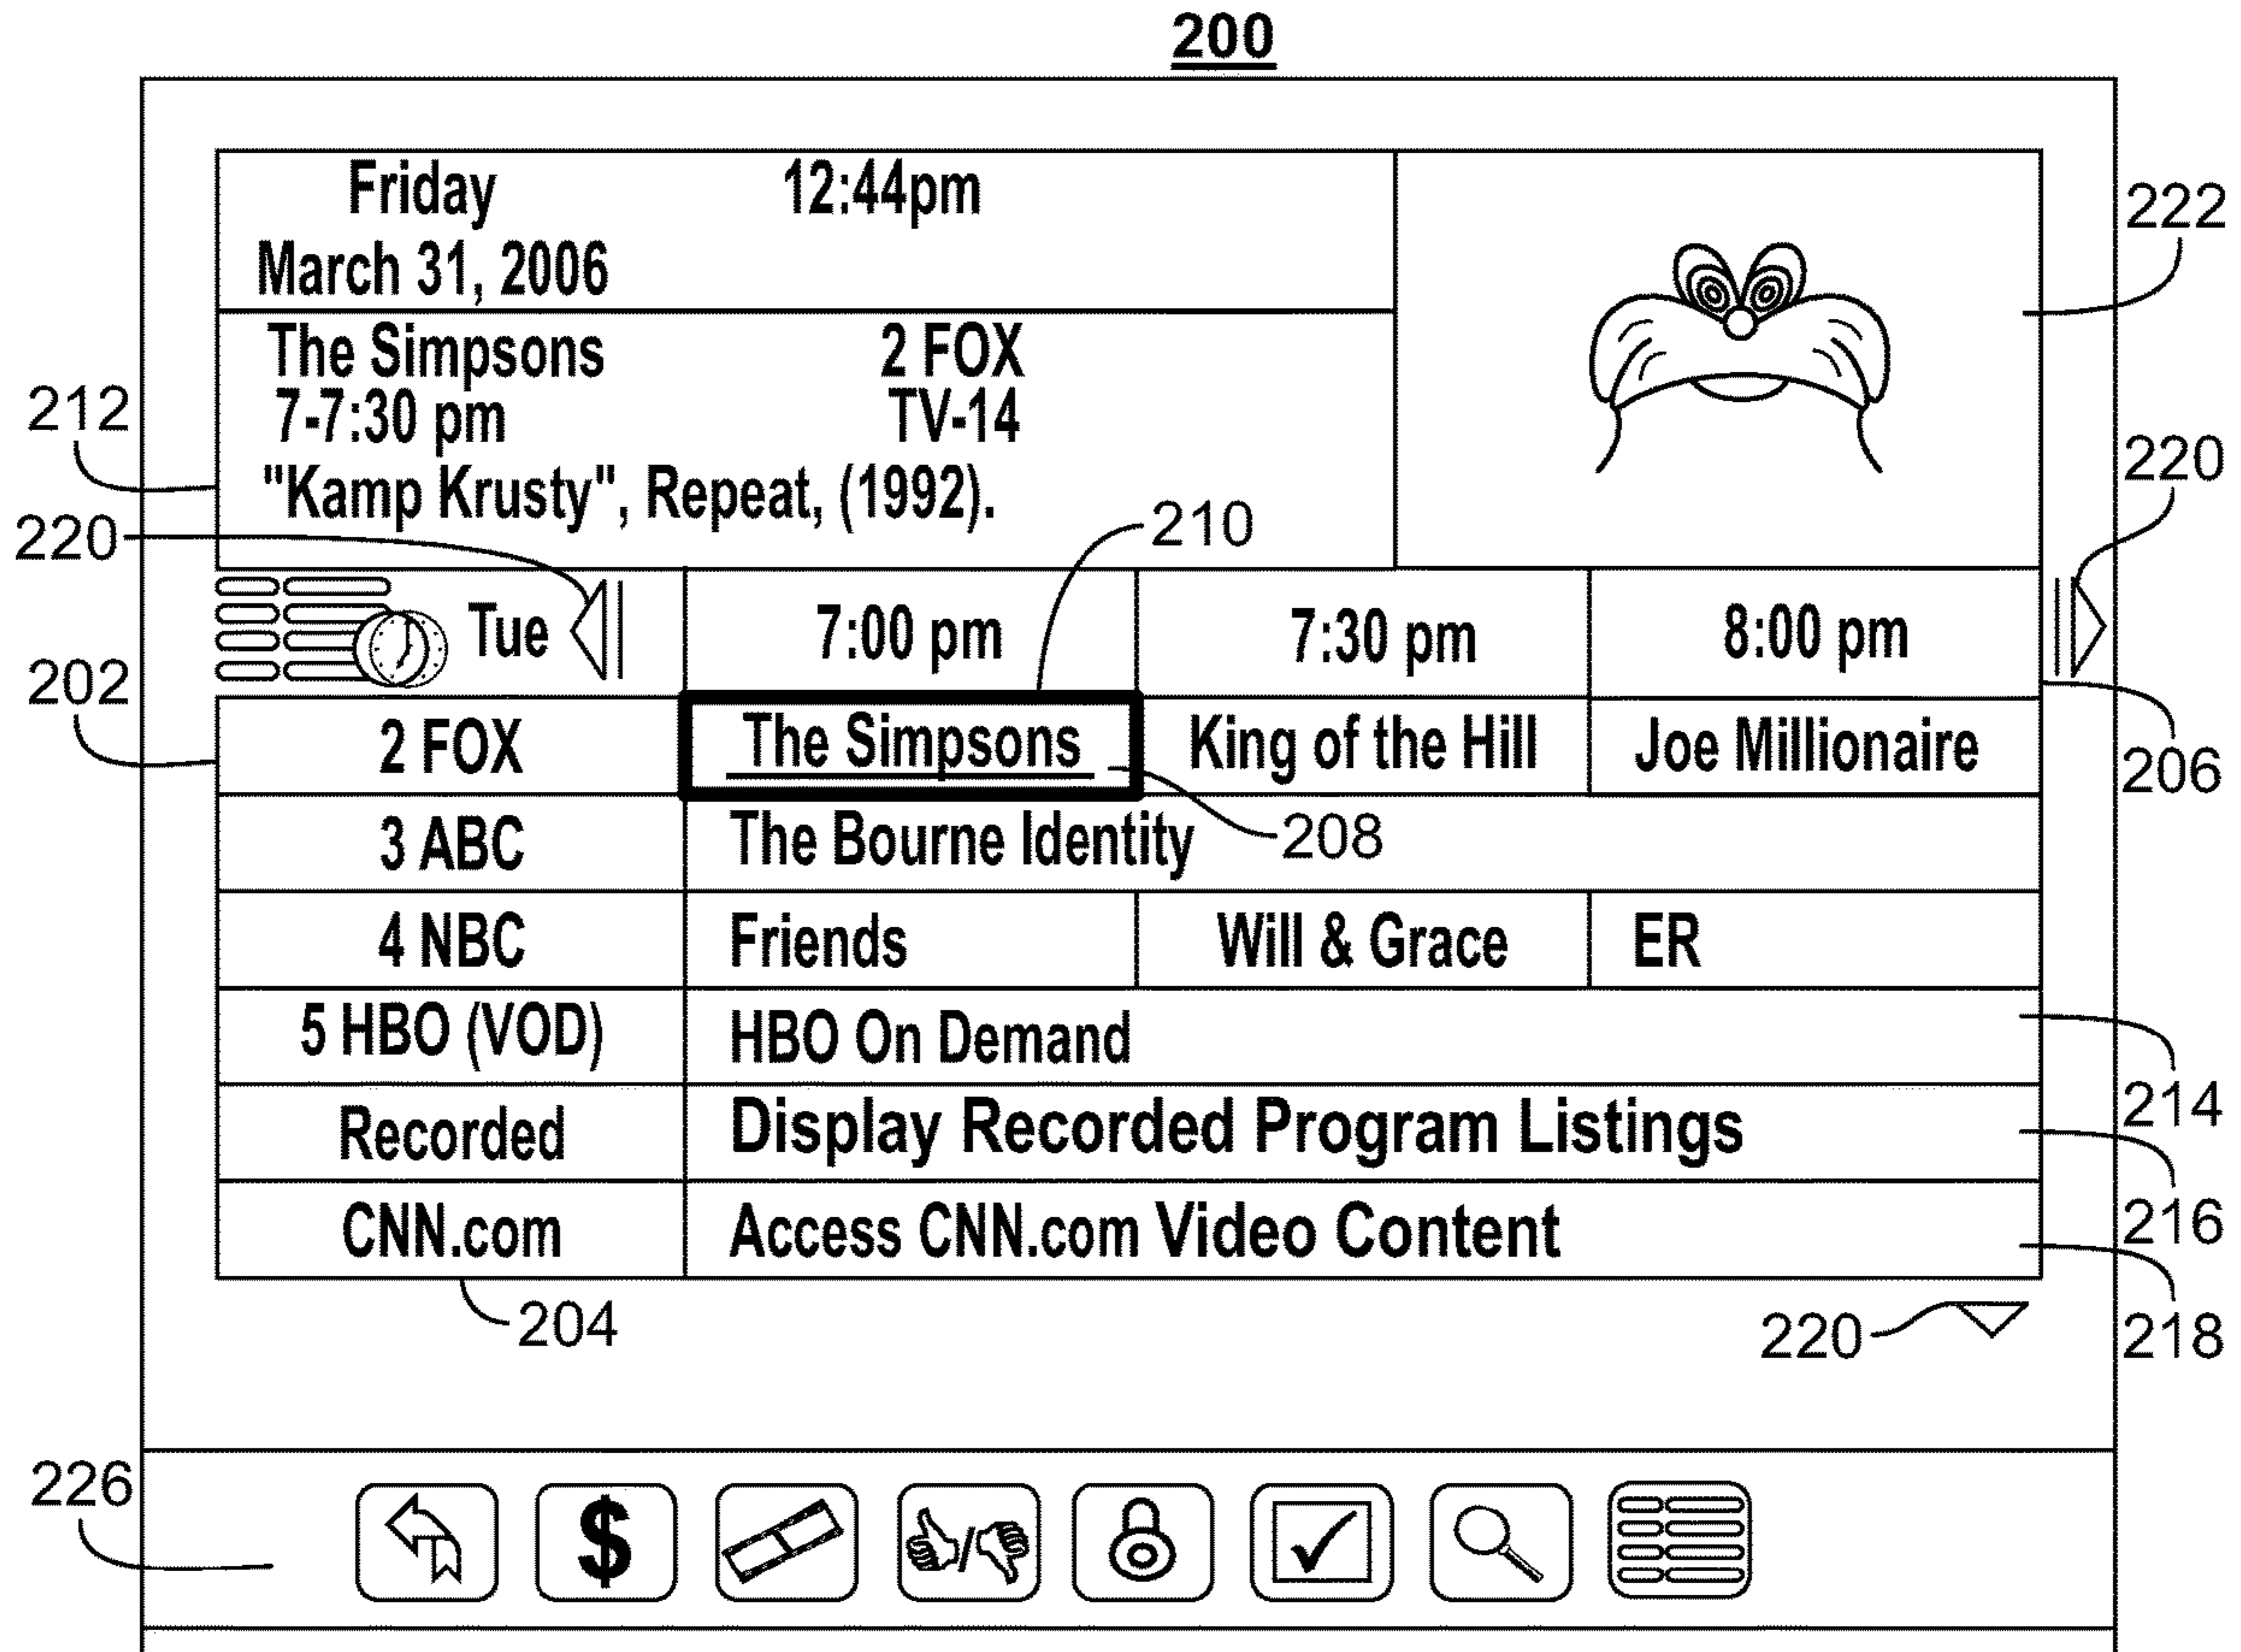 200
Friday 12:44pm
March 31, 2006
222
The Simpsons 2 FOX
212 7-7:30 pm TV-14
220
"Kamp Krusty", Repeat, (1992).
210
220
Tue 7:00 pm 7:30 pm 8:00 pm
202
2 FOX The Simpsons King of the Hill Joe Millionaire
206
3 ABC The Bourne Identity 208
4 NBC Friends Will & Grace ER
5 HBO (VOD) HBO On Demand
214
Recorded Display Recorded Program Listings
216
CNN.com Access CNN.com Video Content
204
220 218
226 $ /